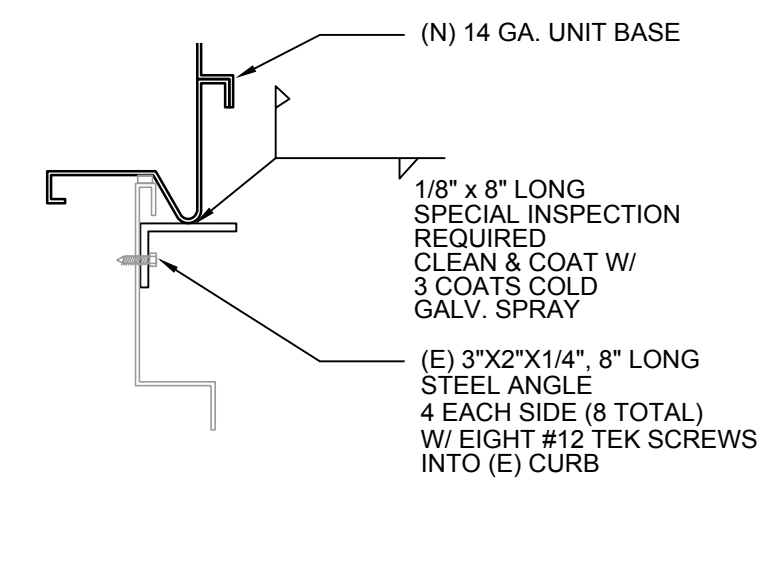 (N) 14 GA. UNIT BASE
1/8" x 8" LONG
SPECIAL INSPECTION
REQUIRED
CLEAN & COAT W/
3 COATS COLD
GALV. SPRAY
(E) 3"X2"X1/4", 8" LONG
STEEL ANGLE
4 EACH SIDE (8 TOTAL)
W/ EIGHT #12 TEK SCREWS
INTO (E) CURB